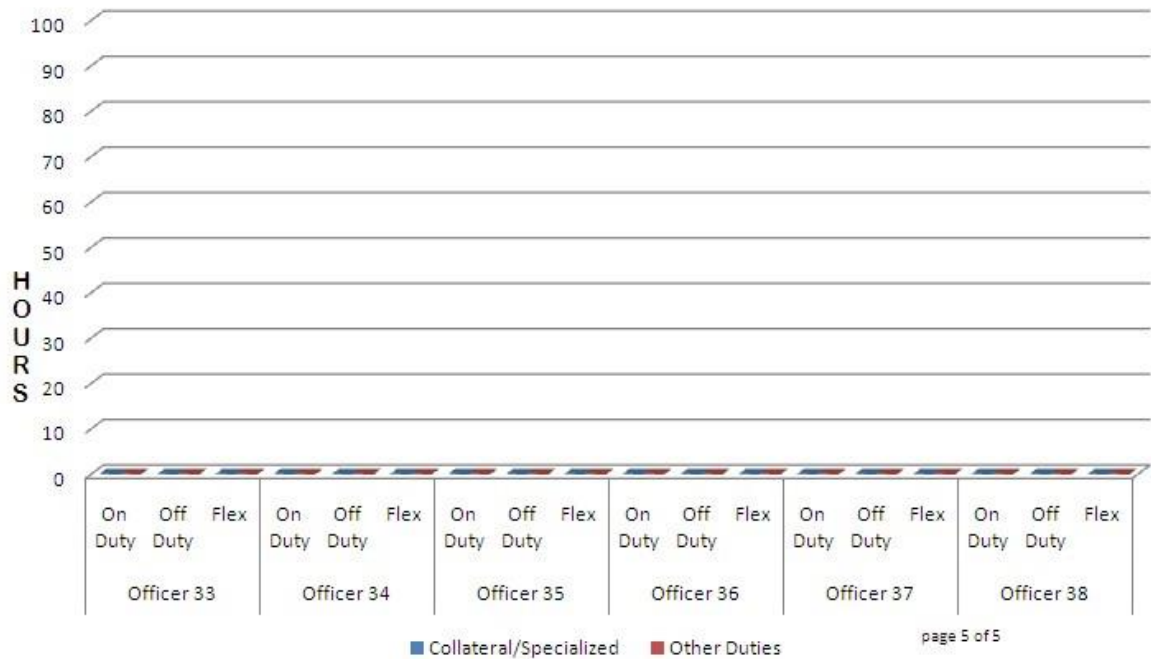 100
90
80
70
60
50
40
30
20
10
0
HOURS
On Duty Off Duty Flex On Duty Off Duty Flex On Duty Off Duty Flex On Duty Off Duty Flex On Duty Off Duty Flex On Duty Off Duty Flex
Officer 33 Officer 34 Officer 35 Officer 36 Officer 37 Officer 38
Collateral/Specialized Other Duties
page 5 of 5